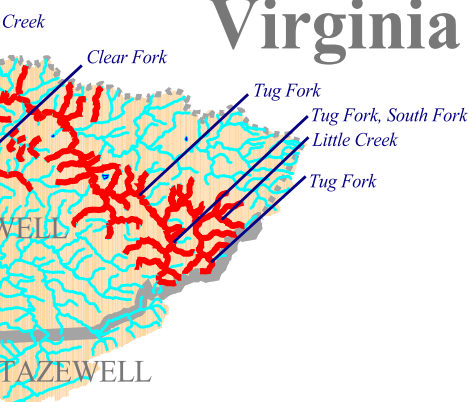 Virginia
Creek
Clear Fork
Tug Fork
Tug Fork, South Fork
Little Creek
Tug Fork
WELL
TAZEWELL